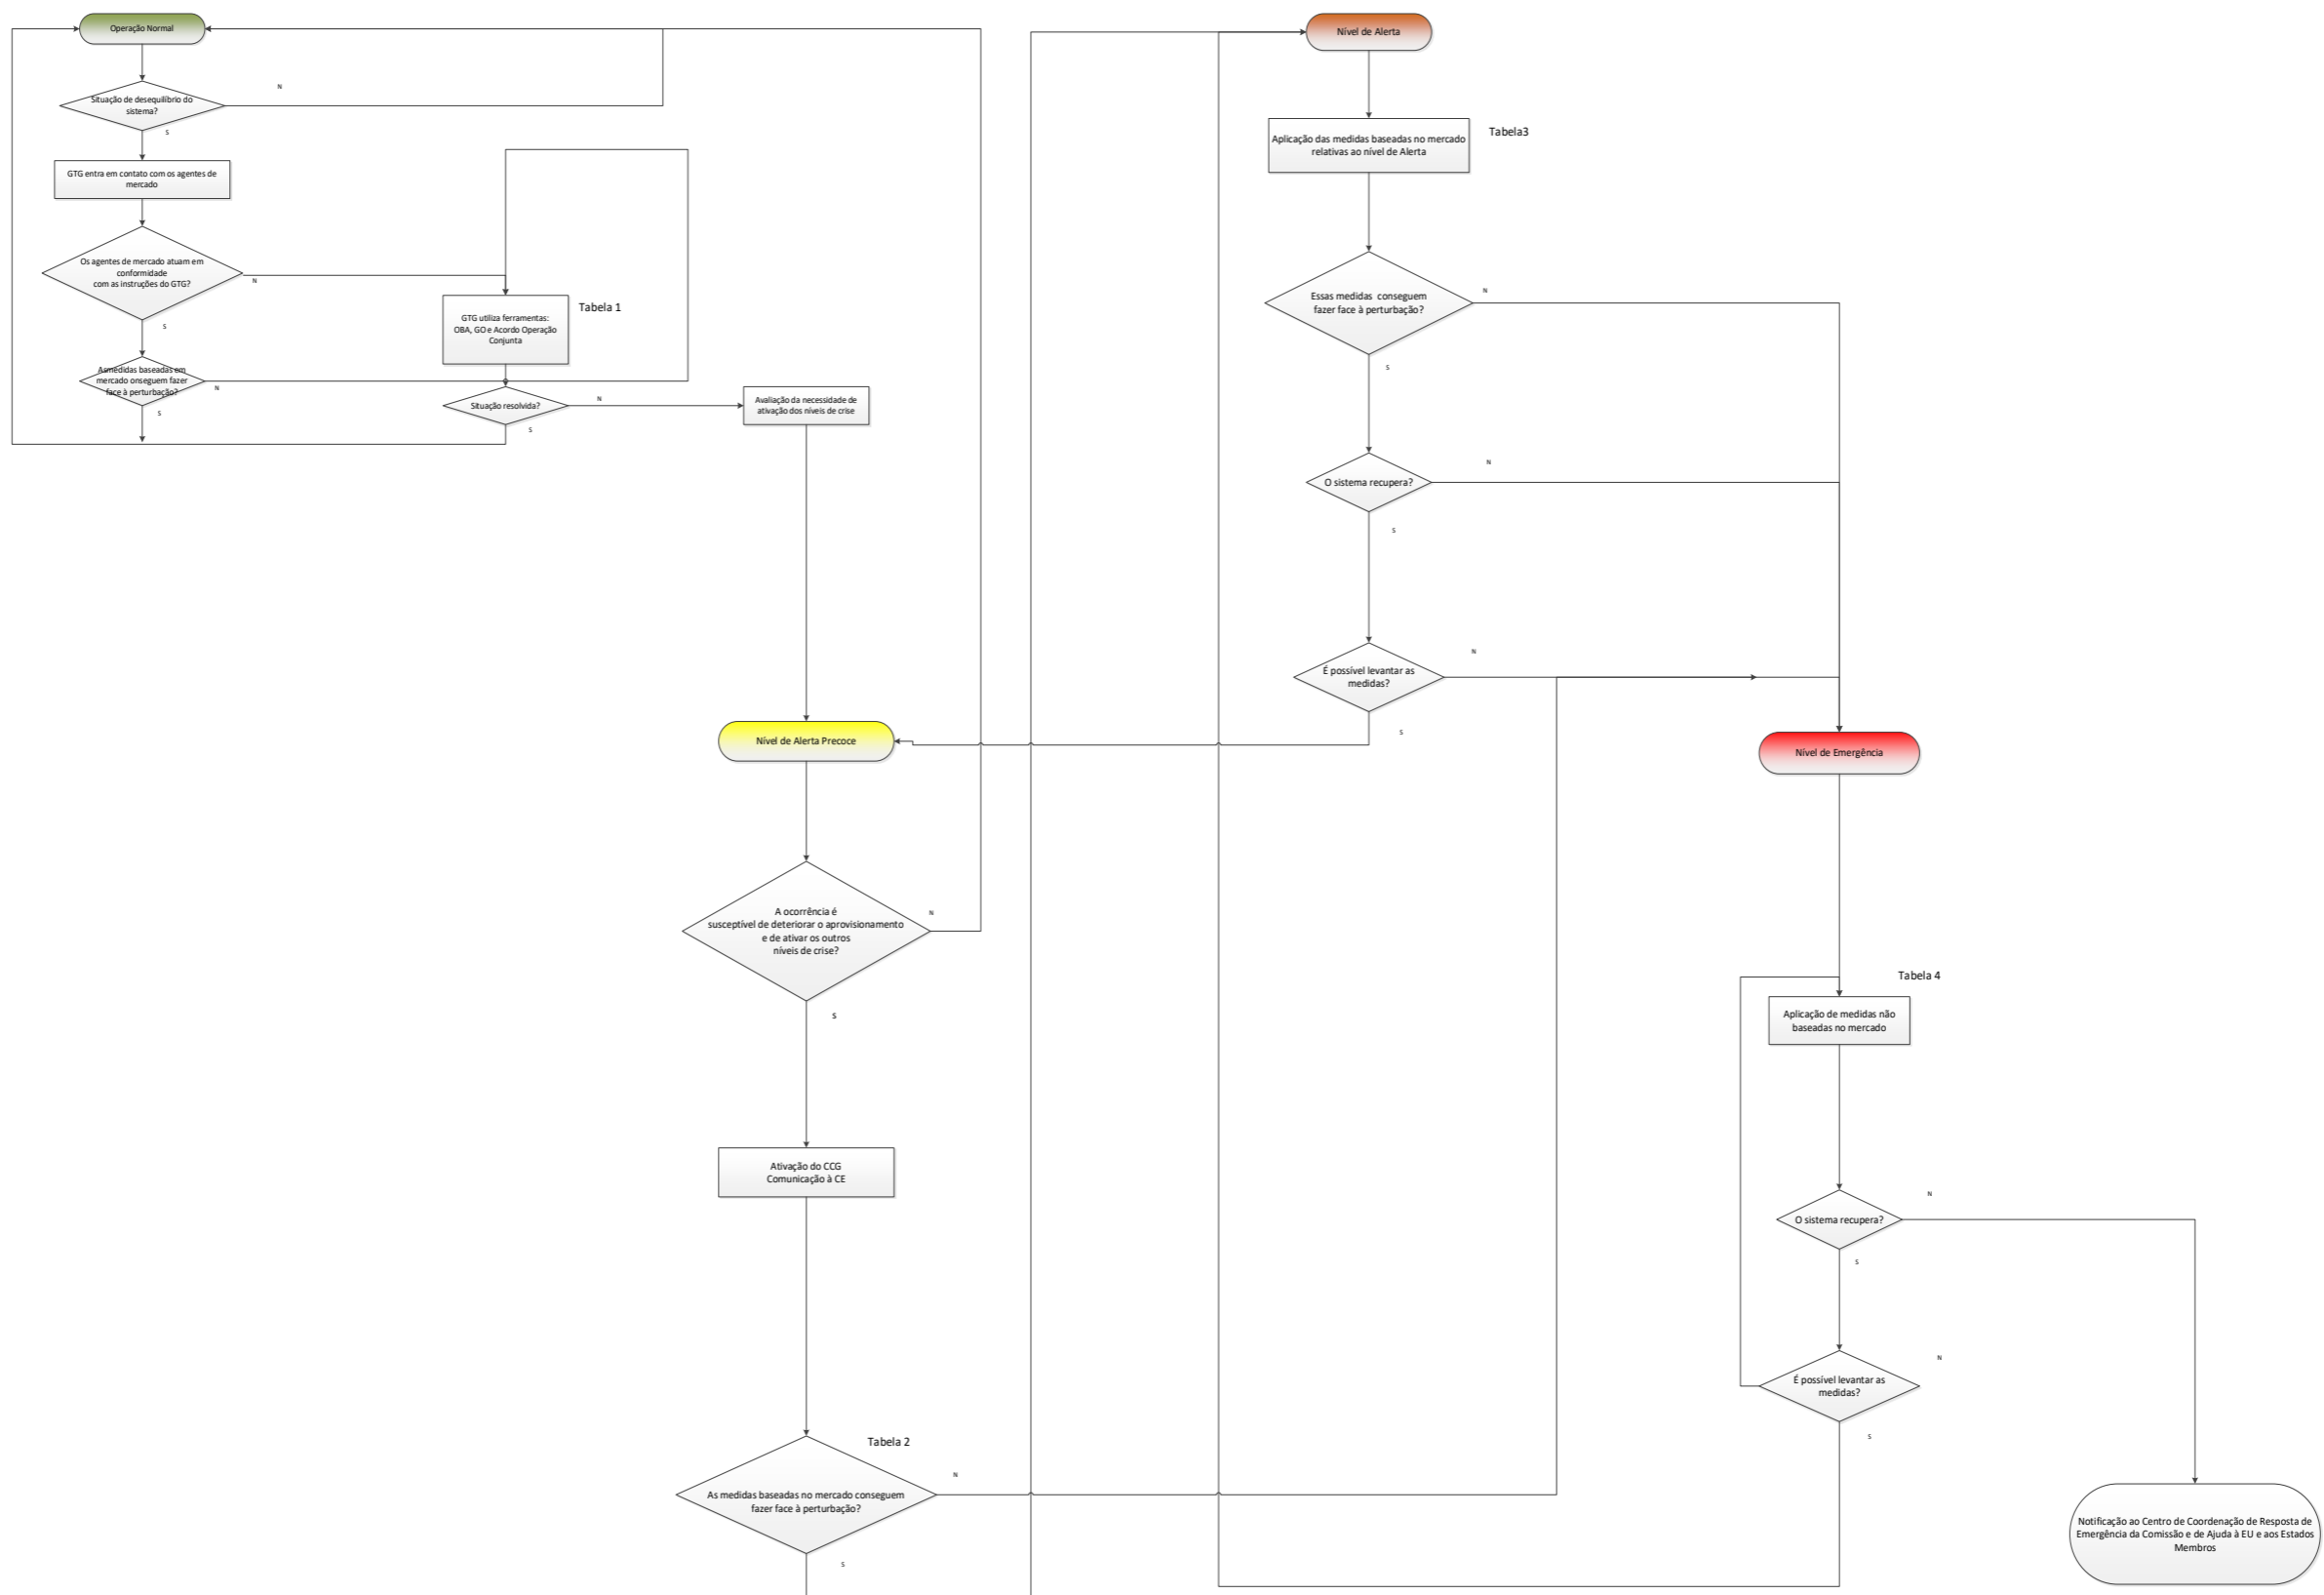 Operação Normal
N
Situação de desequilíbrio do
sistema?
S
GTG entra em contato com os agentes de
mercado
Os agentes de mercado atuam em
conformidade
com as instruções do GTG?
N
S
Tabela 1
GTG utiliza ferramentas:
OBA, GO e Acordo Operação
Conjunta
Asmedidas baseadas em
mercado onseguem fazer
face à perturbação?
N
S
Situação resolvida?
N
S
Avaliação da necessidade de
ativação dos níveis de crise
Nível de Alerta Precoce
A ocorrência é
susceptível de deteriorar o aprovisionamento
e de ativar os outros
níveis de crise?
N
S
Ativação do CCG
Comunicação à CE
Tabela 2
As medidas baseadas no mercado conseguem
fazer face à perturbação?
N
S
Nível de Alerta
Tabela3
Aplicação das medidas baseadas no mercado
relativas ao nível de Alerta
Essas medidas conseguem
fazer face à perturbação?
N
S
O sistema recupera?
N
S
É possível levantar as
medidas?
N
S
Nível de Emergência
Tabela 4
Aplicação de medidas não
baseadas no mercado
O sistema recupera?
N
S
É possível levantar as
medidas?
N
S
Notificação ao Centro de Coordenação de Resposta de
Emergência da Comissão e de Ajuda à EU e aos Estados
Membros